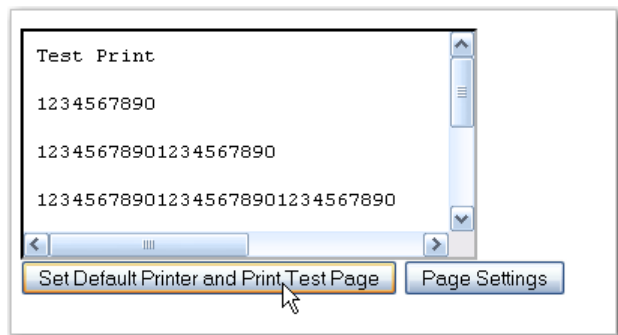 Test Print
1234567890
12345678901234567890
123456789012345678901234567890
Set Default Printer and Print Test Page
Page Settings